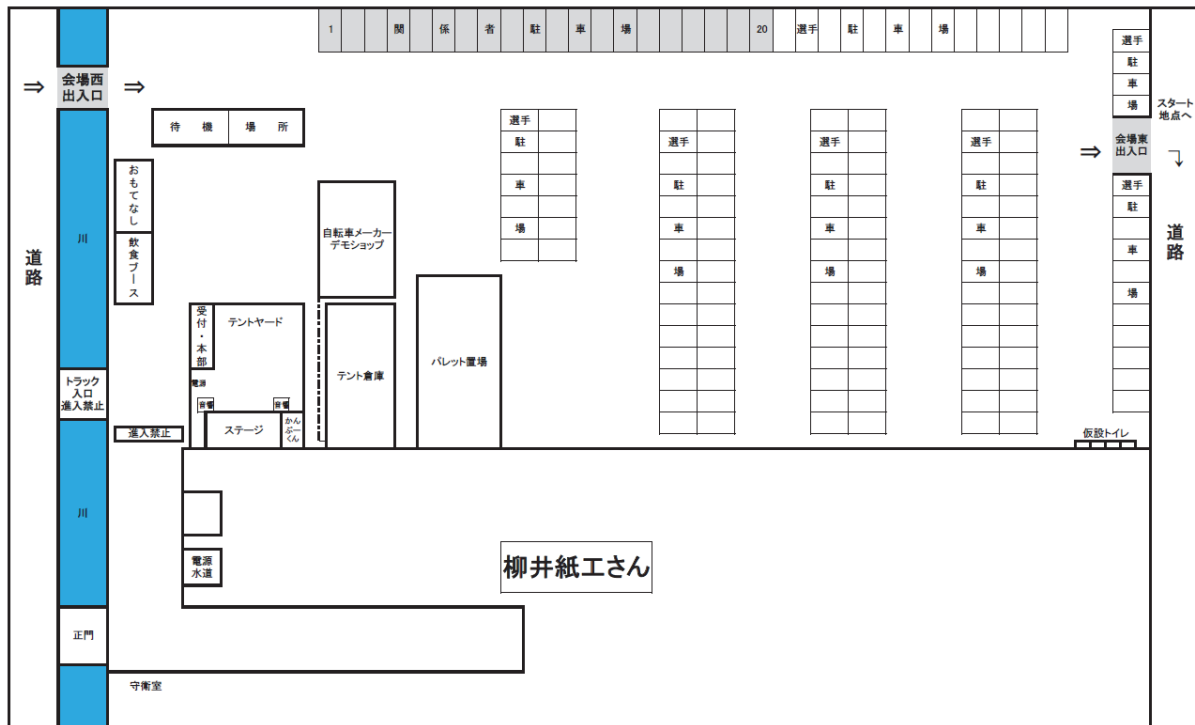 1 関係者駐車場 20 選手駐車場
選手
駐
車
場
スタート
地点へ
⇒
会場西
出入口
⇒
待機場所
選手
駐
車
場
選手
駐
車
場
選手
駐
車
場
選手
駐
車
場
⇒
会場東
出入口
選手
駐
車
場
道路
川
おもてなし
飲食ブース
自転車メーカー
デモショップ
道路
受付・本部
テントヤード
テント倉庫
パレット置場
電源
音響
音響
トラック
入口
進入禁止
進入禁止
ステージ
かん
ぷー
くん
仮設トイレ
川
電源
水道
柳井紙工さん
正門
守衛室